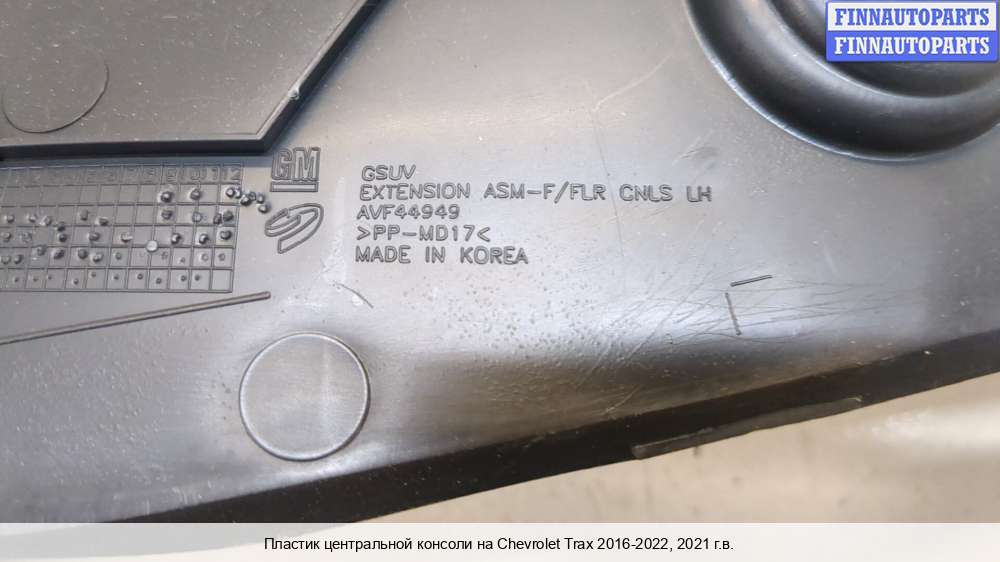 FINNAUTOPARTS
FINNAUTOPARTS
GM
GSUV
EXTENSION ASM-F/FLR CNLS LH
AVF44949
>PP-MD17<
MADE IN KOREA
Пластик центральной консоли на Chevrolet Trax 2016-2022, 2021 г.в.